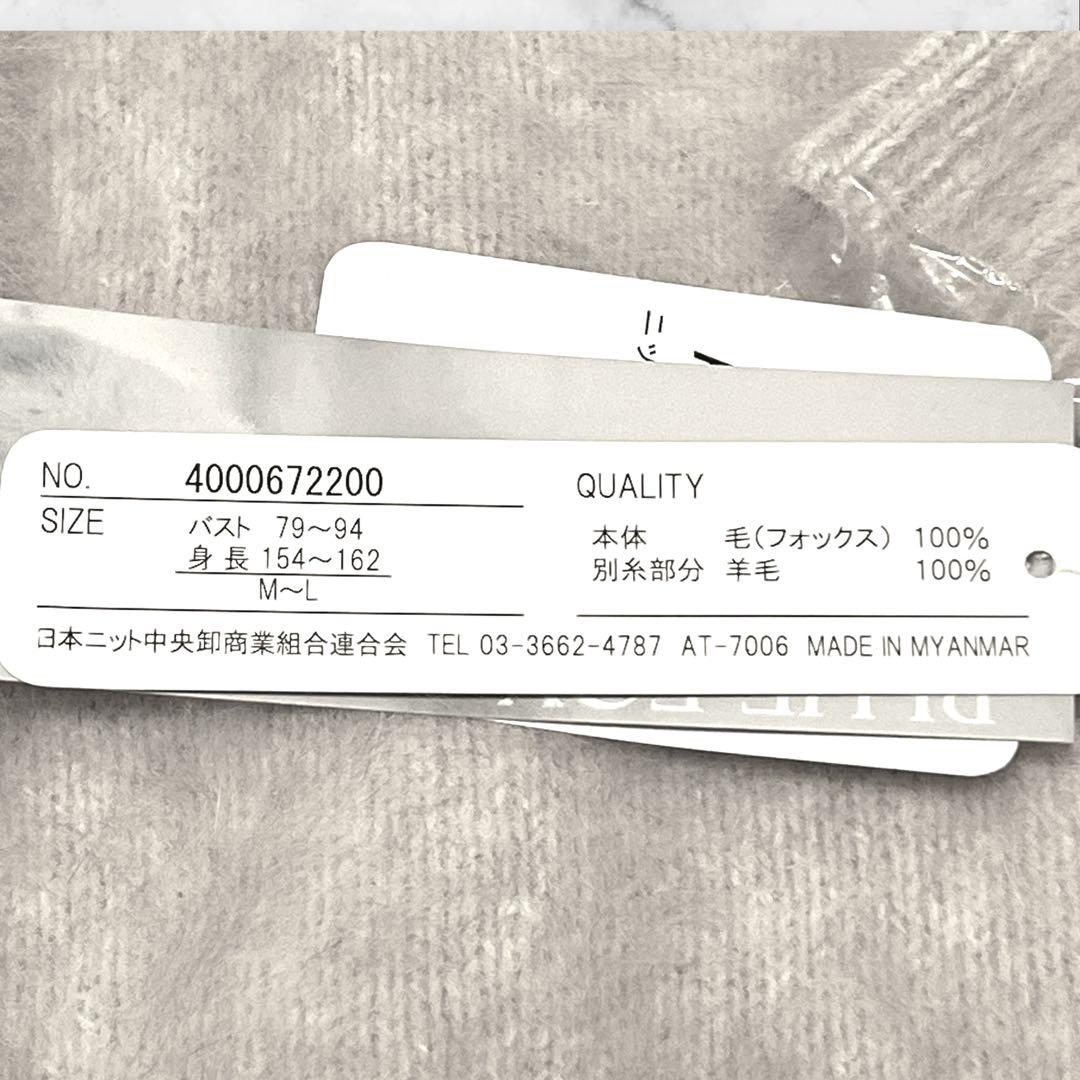 NO. 4000672200
SIZE バスト 79～94
身長 154～162
M～L
QUALITY
本体 毛(フォックス) 100%
別糸部分 羊毛 100%
日本ニット中央卸商業組合連合会 TEL 03-3662-4787 AT-7006 MADE IN MYANMAR
BLUE FOX